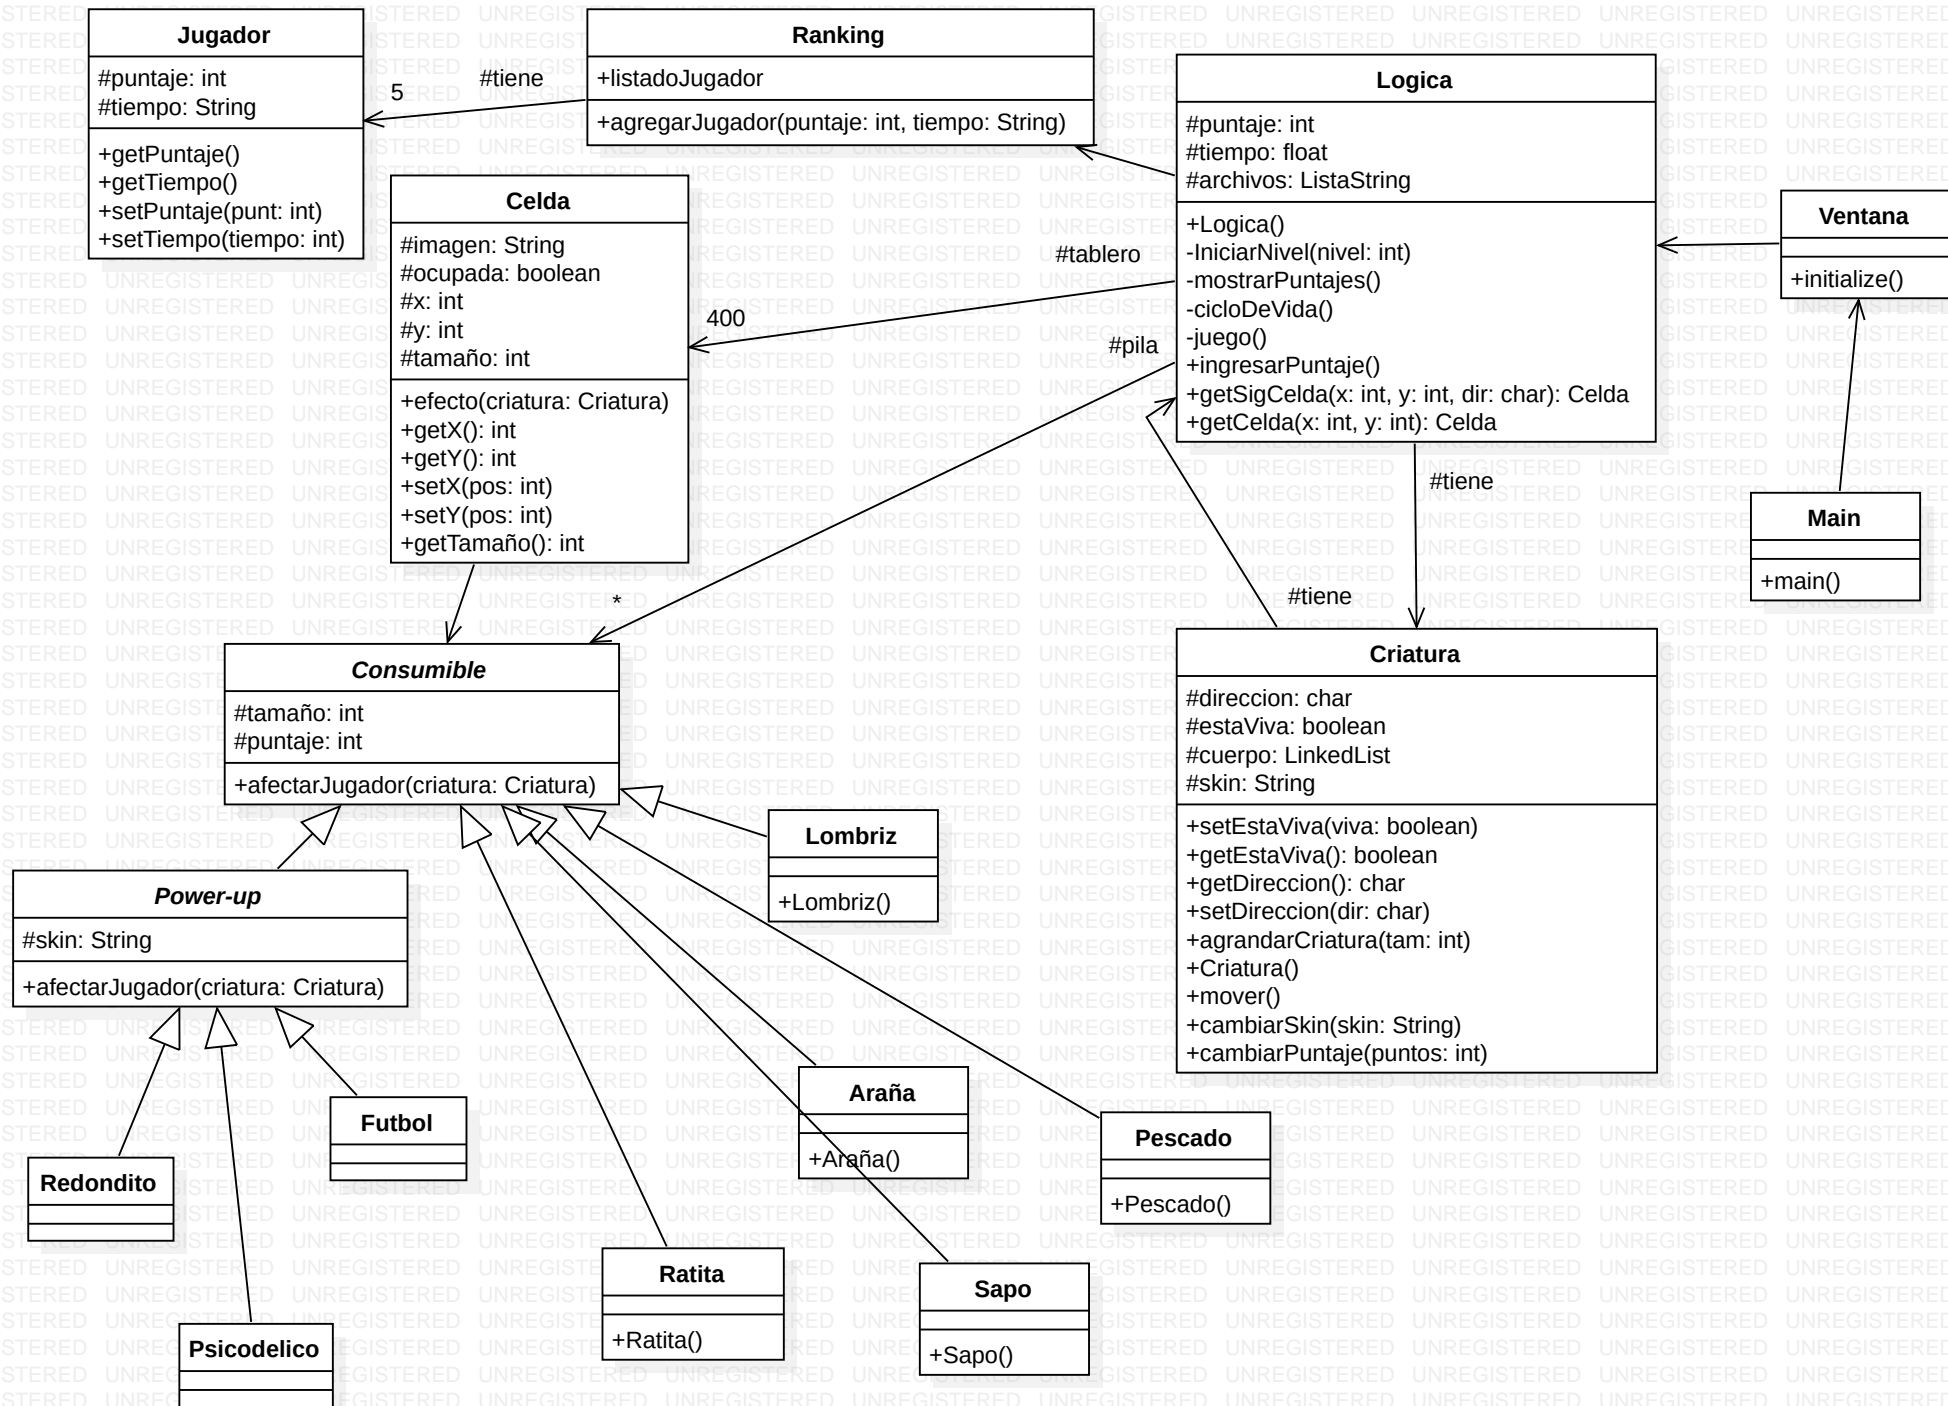 Jugador
#puntaje: int
#tiempo: String
+getPuntaje()
+getTiempo()
+setPuntaje(punt: int)
+setTiempo(tiempo: int)
5
#tiene
Ranking
+listadoJugador
+agregarJugador(puntaje: int, tiempo: String)
Logica
#puntaje: int
#tiempo: float
#archivos: ListaString
+Logica()
-IniciarNivel(nivel: int)
-mostrarPuntajes()
-cicloDeVida()
-juego()
+ingresarPuntaje()
+getSigCelda(x: int, y: int, dir: char): Celda
+getCelda(x: int, y: int): Celda
Ventana
+initialize()
Main
+main()
Celda
#imagen: String
#ocupada: boolean
#x: int
#y: int
#tamaño: int
+efecto(criatura: Criatura)
+getX(): int
+getY(): int
+setX(pos: int)
+setY(pos: int)
+getTamaño(): int
#tablero
400
#pila
*
#tiene
#tiene
Consumible
#tamaño: int
#puntaje: int
+afectarJugador(criatura: Criatura)
Criatura
#direccion: char
#estaViva: boolean
#cuerpo: LinkedList
#skin: String
+setEstaViva(viva: boolean)
+getEstaViva(): boolean
+getDireccion(): char
+setDireccion(dir: char)
+agrandarCriatura(tam: int)
+Criatura()
+mover()
+cambiarSkin(skin: String)
+cambiarPuntaje(puntos: int)
Lombriz
+Lombriz()
Power-up
#skin: String
+afectarJugador(criatura: Criatura)
Futbol
Redondito
Psicodelico
Araña
+Araña()
Pescado
+Pescado()
Ratita
+Ratita()
Sapo
+Sapo()